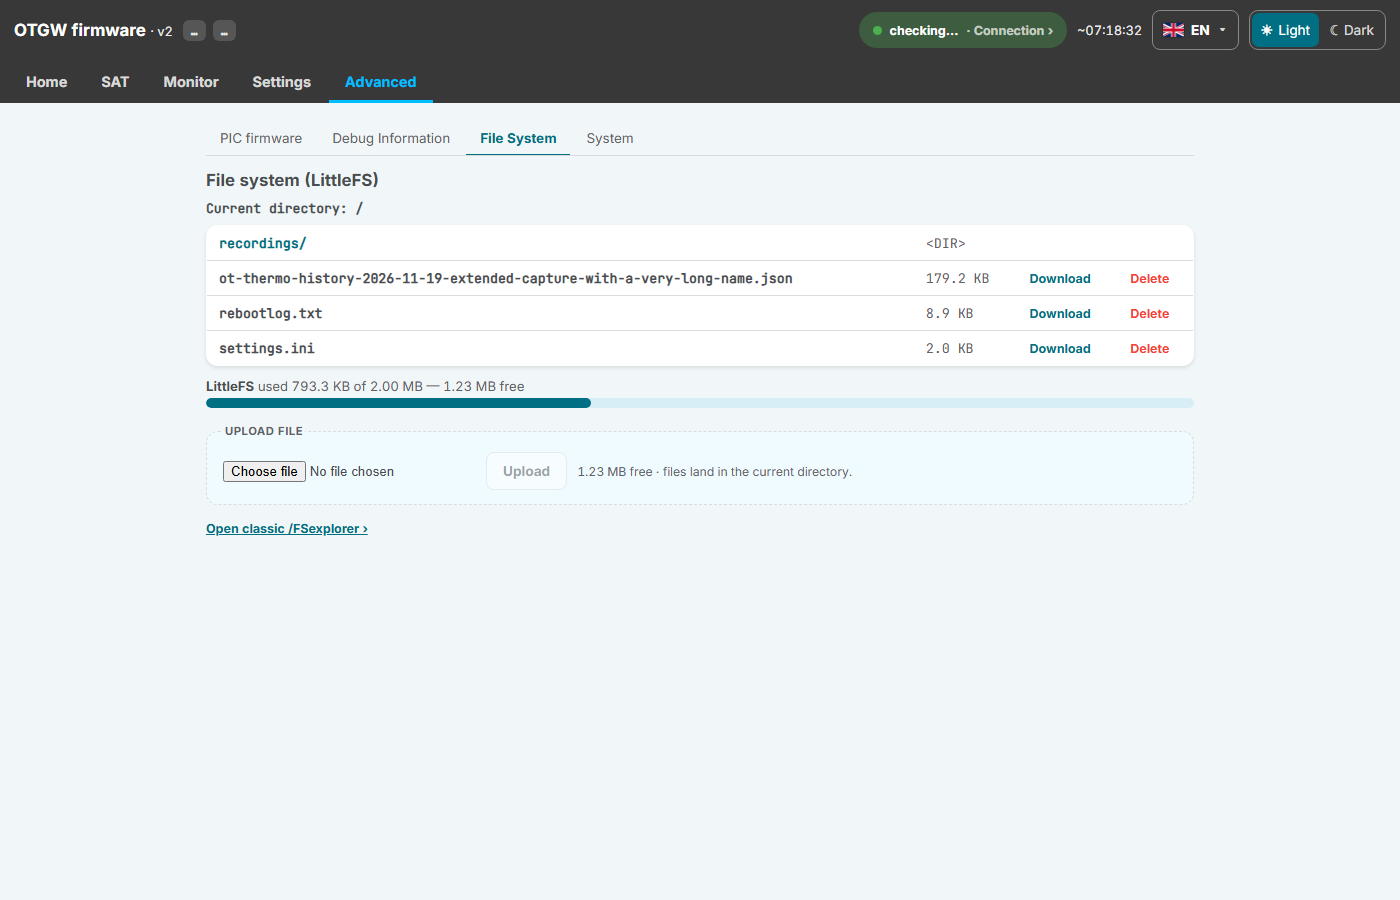 OTGW firmware · v2 ... ...
checking... · Connection › ~07:18:32 EN Light Dark
Home SAT Monitor Settings Advanced
PIC firmware Debug Information File System System
File system (LittleFS)
Current directory: /
recordings/ <DIR>
ot-thermo-history-2026-11-19-extended-capture-with-a-very-long-name.json 179.2 KB Download Delete
rebootlog.txt 8.9 KB Download Delete
settings.ini 2.0 KB Download Delete
LittleFS used 793.3 KB of 2.00 MB — 1.23 MB free
UPLOAD FILE
Choose file No file chosen Upload 1.23 MB free · files land in the current directory.
Open classic /FSexplorer ›